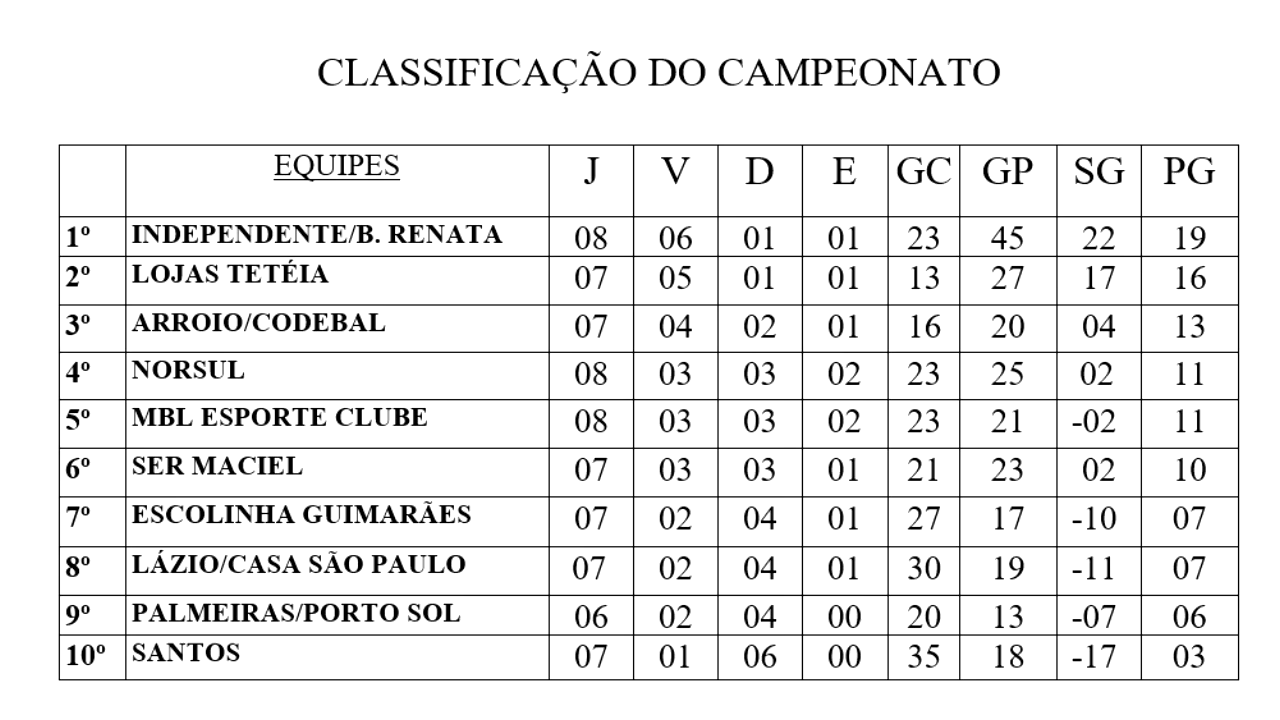 CLASSIFICAÇÃO DO CAMPEONATO
EQUIPES J V D E GC GP SG PG
1º INDEPENDENTE/B. RENATA 08 06 01 01 23 45 22 19
2º LOJAS TETÉIA 07 05 01 01 13 27 17 16
3º ARROIO/CODEBAL 07 04 02 01 16 20 04 13
4º NORSUL 08 03 03 02 23 25 02 11
5º MBL ESPORTE CLUBE 08 03 03 02 23 21 -02 11
6º SER MACIEL 07 03 03 01 21 23 02 10
7º ESCOLINHA GUIMARÃES 07 02 04 01 27 17 -10 07
8º LÁZIO/CASA SÃO PAULO 07 02 04 01 30 19 -11 07
9º PALMEIRAS/PORTO SOL 06 02 04 00 20 13 -07 06
10º SANTOS 07 01 06 00 35 18 -17 03